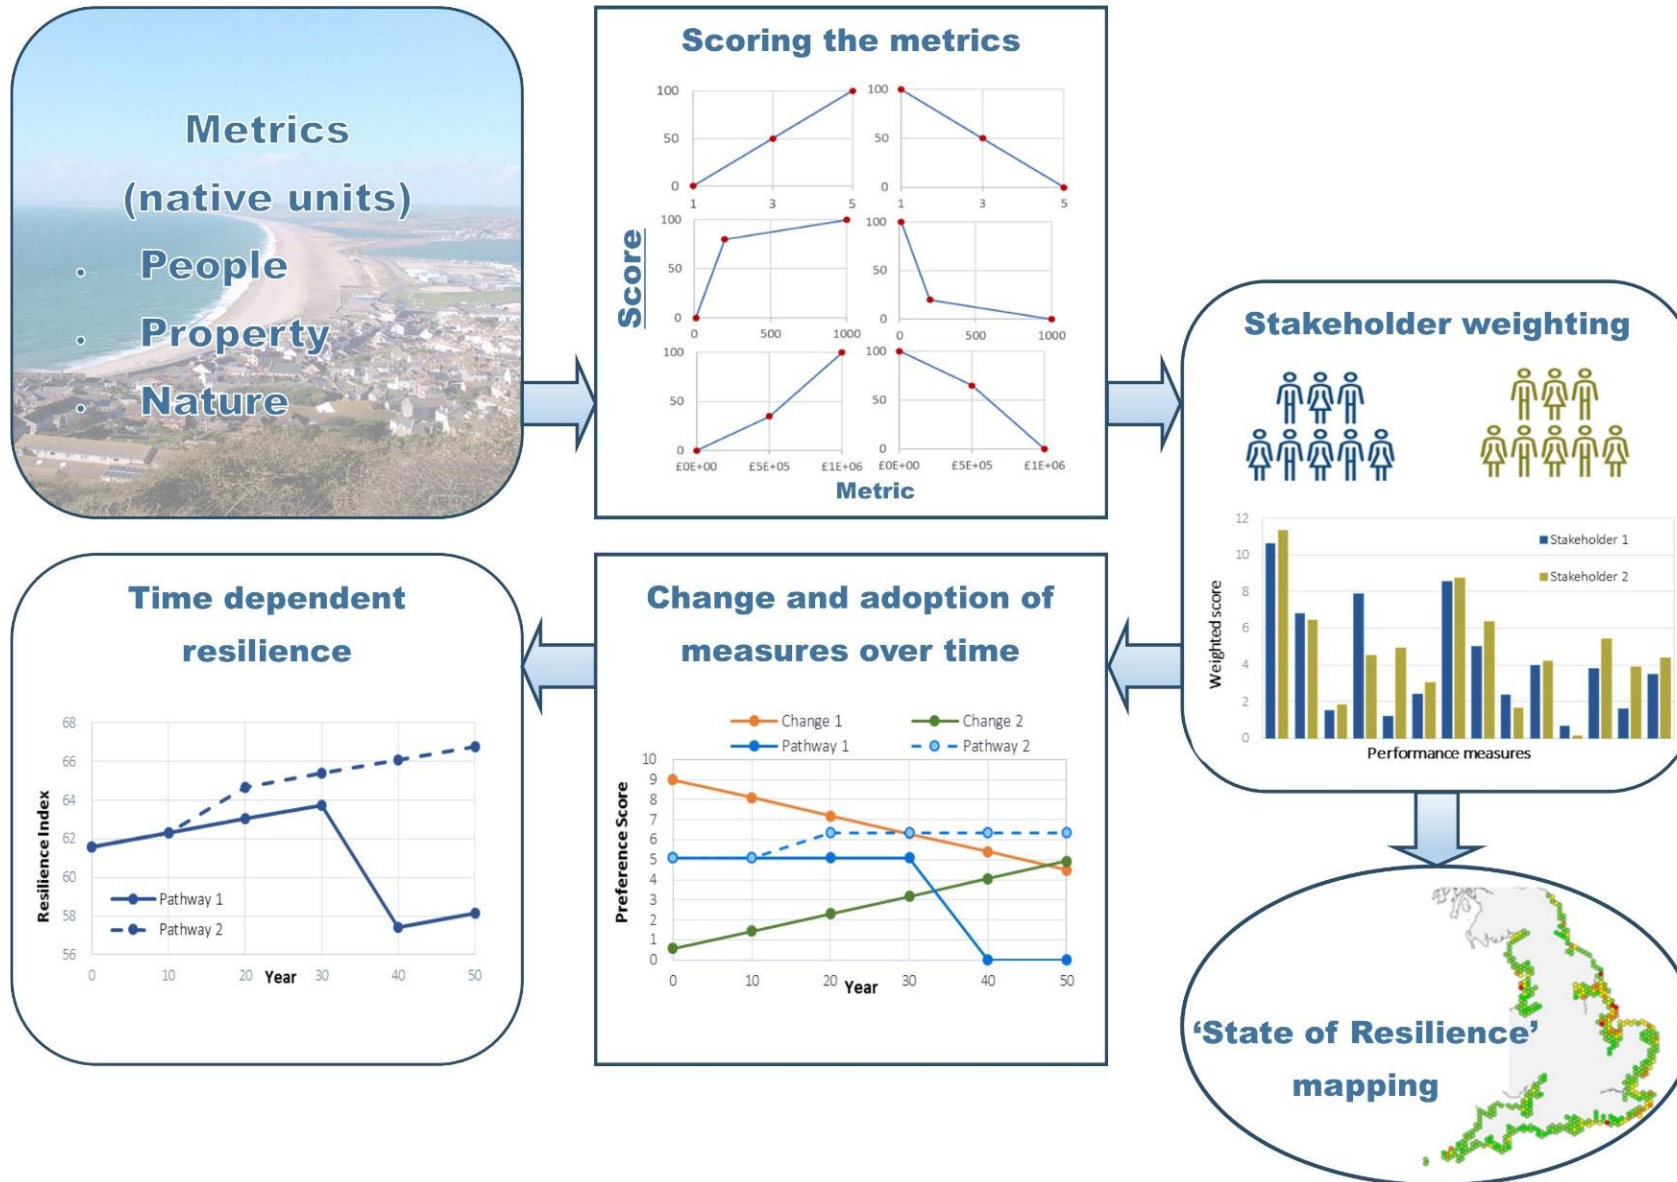 Metrics
(native units)
. People
. Property
. Nature
Scoring the metrics
100
50
0
1 3 5
100
50
0
1 3 5
100
50
0
0 500 1000
100
50
0
0 500 1000
100
50
0
£0E+00 £5E+05 £1E+06
100
50
0
£0E+00 £5E+05 £1E+06
Score
Metric
Stakeholder weighting
12
10
8
6
4
2
0
Weighted score
Stakeholder 1
Stakeholder 2
Performance measures
Time dependent
resilience
68
66
64
62
60
58
56
Resilience Index
Pathway 1
Pathway 2
0 10 20 30 40 50
Year
Change and adoption of
measures over time
Change 1 Change 2
Pathway 1 Pathway 2
10
9
8
7
6
5
4
3
2
1
0
Preference Score
0 10 20 30 40 50
Year
‘State of Resilience’
mapping